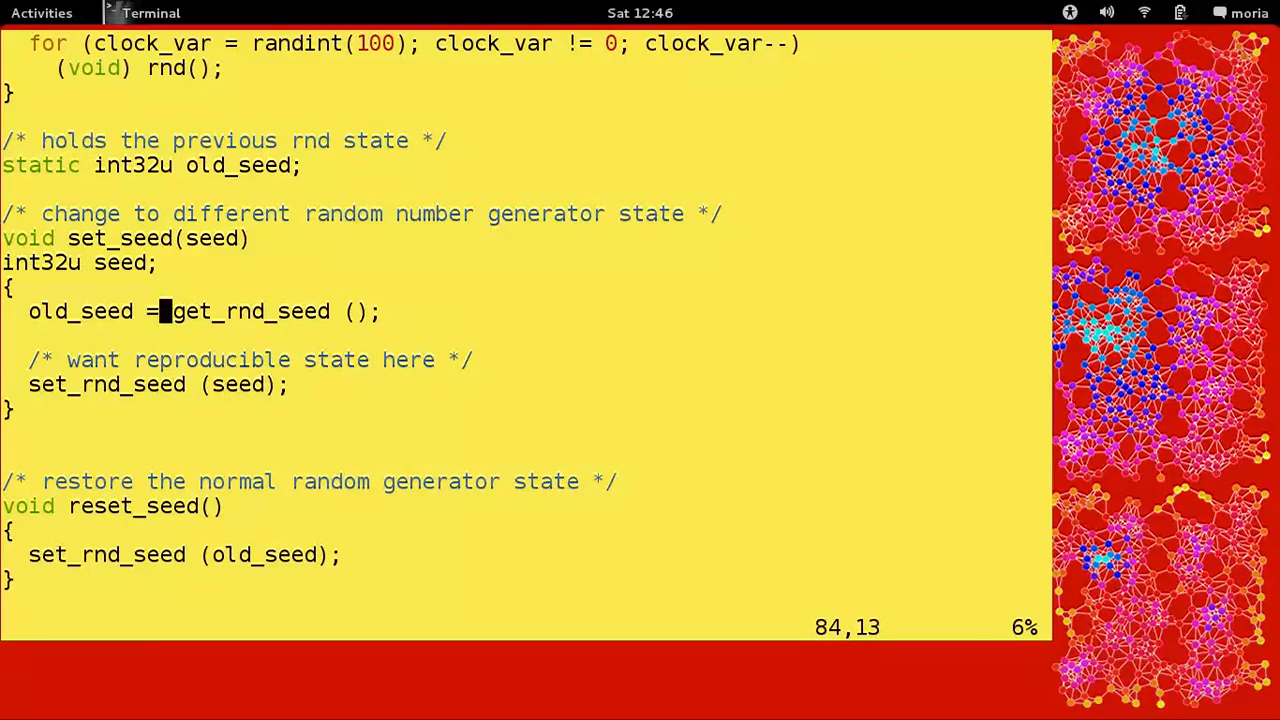 Activities Terminal Sat 12:46 moria
for (clock_var = randint(100); clock_var != 0; clock_var--)
(void) rnd();
}
/* holds the previous rnd state */
static int32u old_seed;
/* change to different random number generator state */
void set_seed(seed)
int32u seed;
{
old_seed = get_rnd_seed ();
/* want reproducible state here */
set_rnd_seed (seed);
}
/* restore the normal random generator state */
void reset_seed()
{
set_rnd_seed (old_seed);
}
84,13 6%